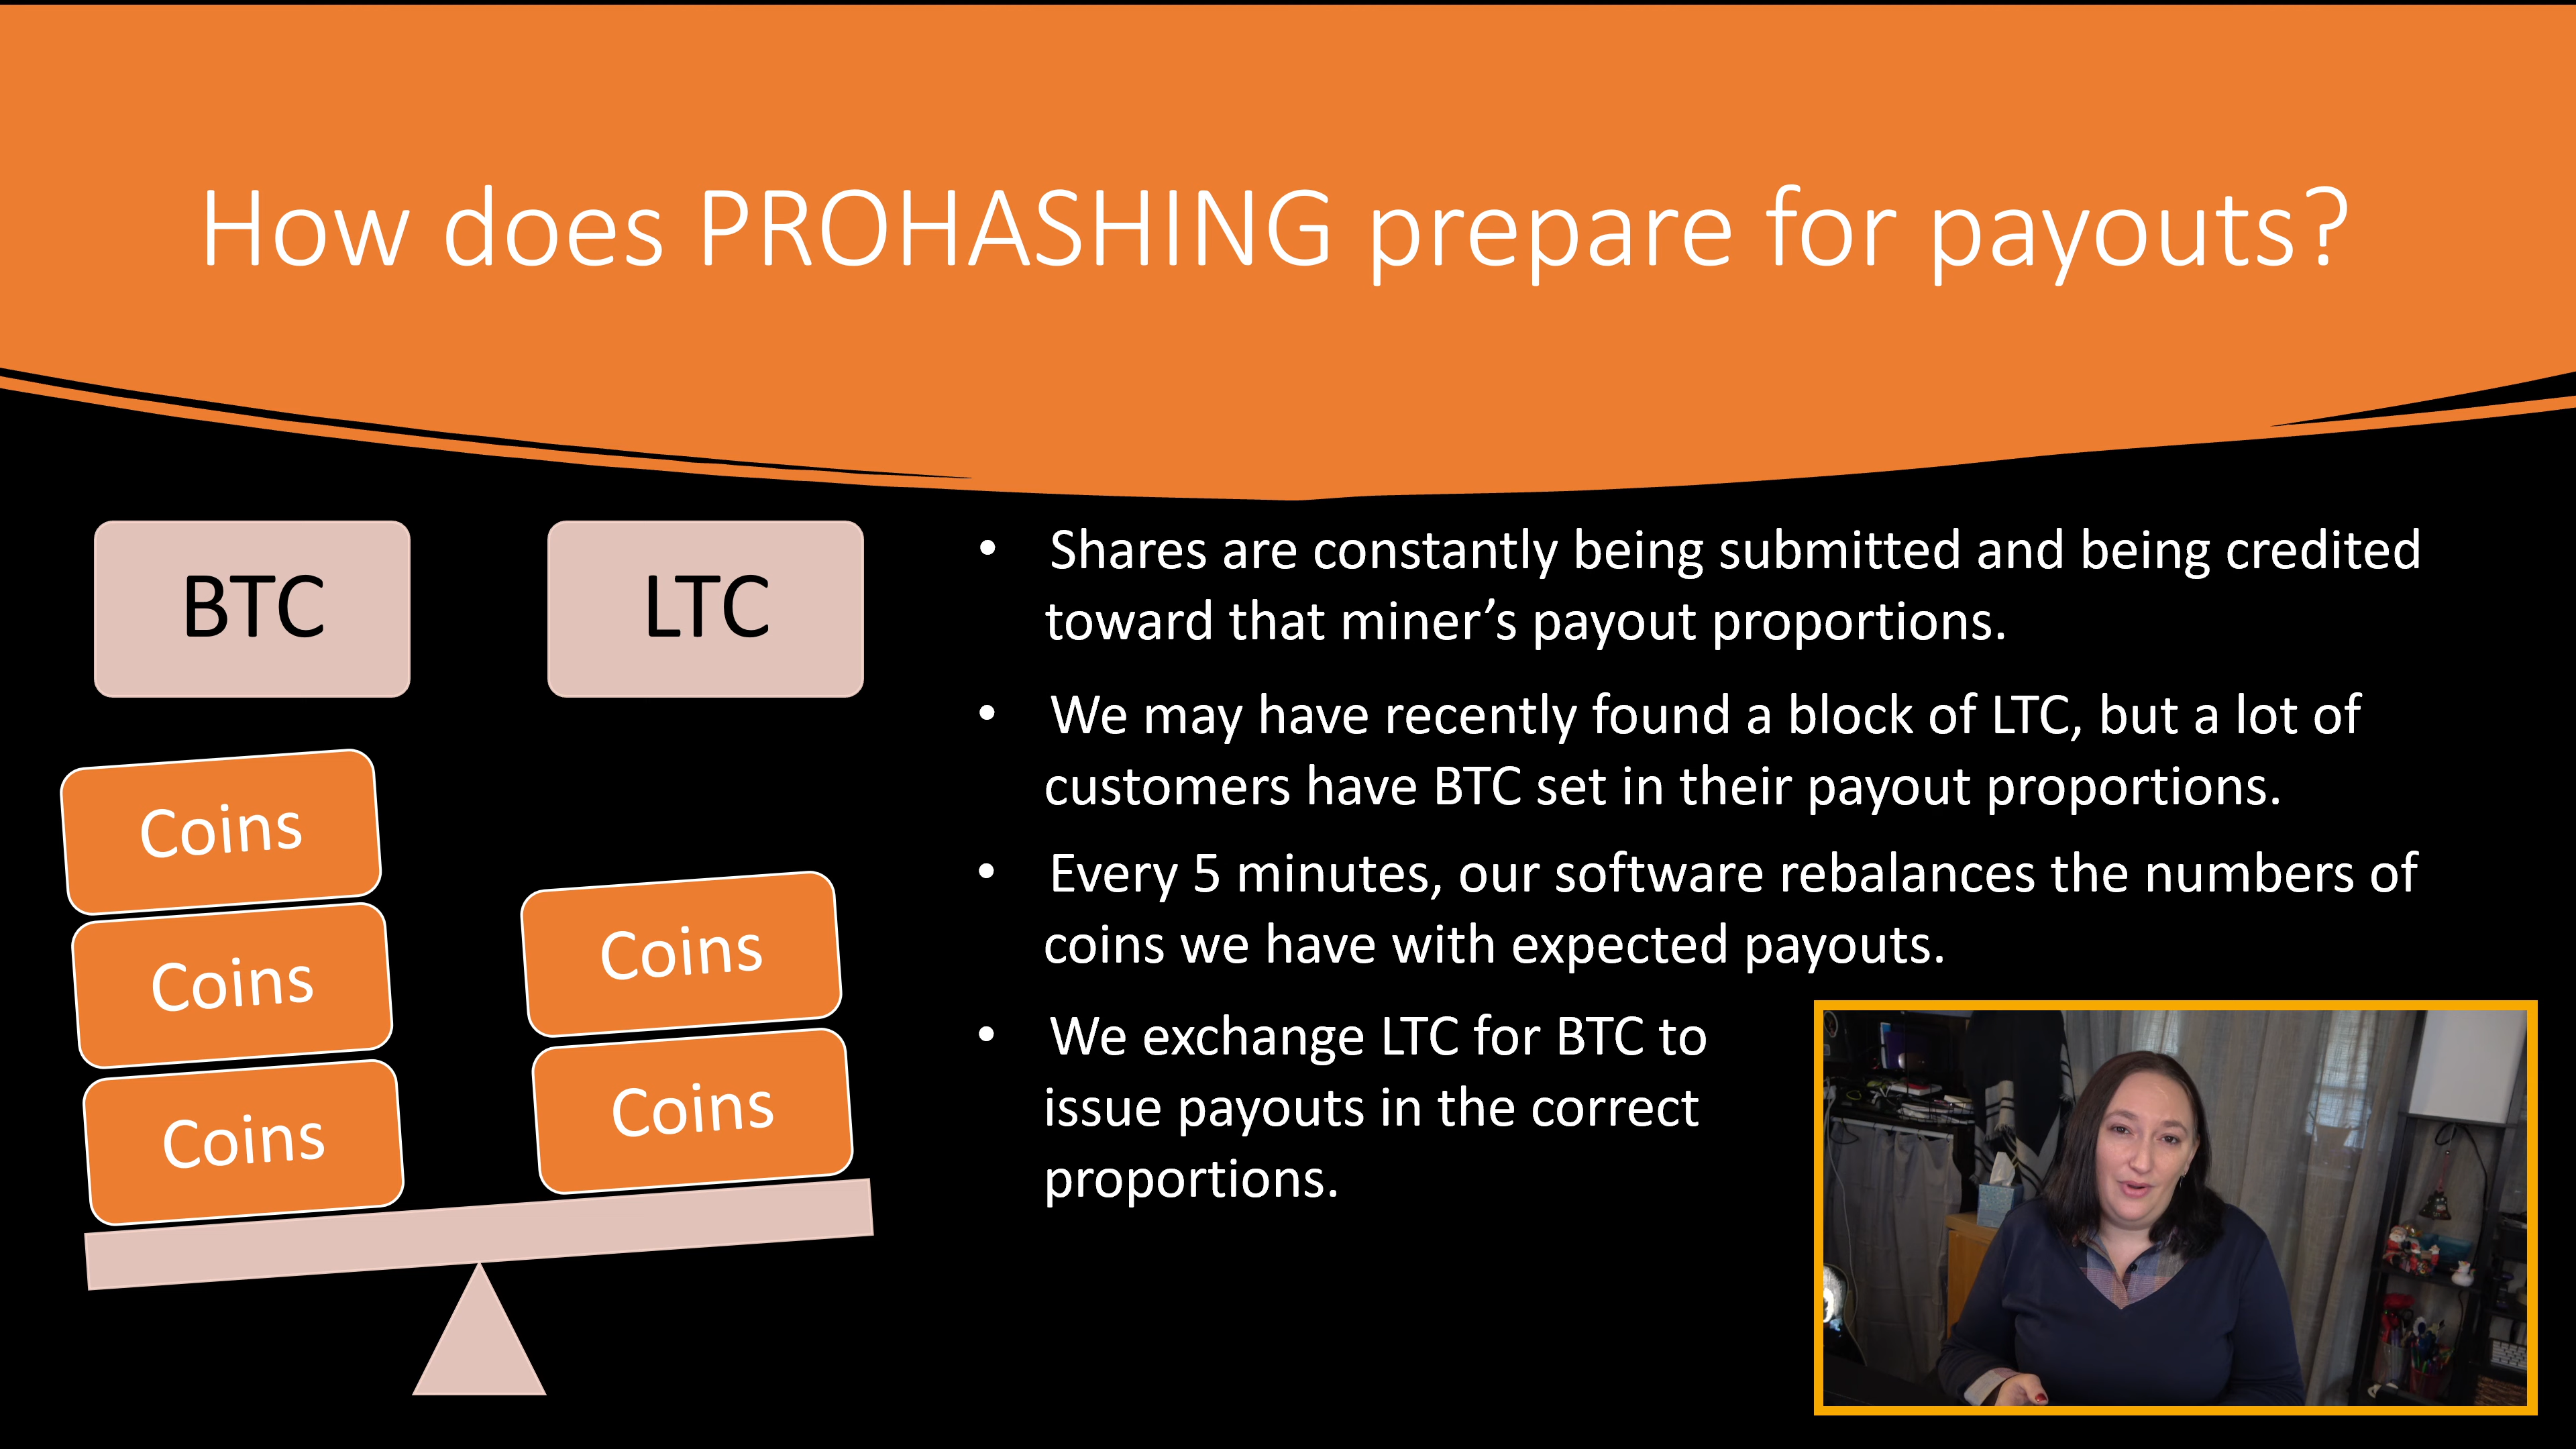 How does PROHASHING prepare for payouts?
BTC
LTC
Coins
Coins
Coins
Coins
Coins
• Shares are constantly being submitted and being credited
toward that miner’s payout proportions.
• We may have recently found a block of LTC, but a lot of
customers have BTC set in their payout proportions.
• Every 5 minutes, our software rebalances the numbers of
coins we have with expected payouts.
• We exchange LTC for BTC to
issue payouts in the correct
proportions.